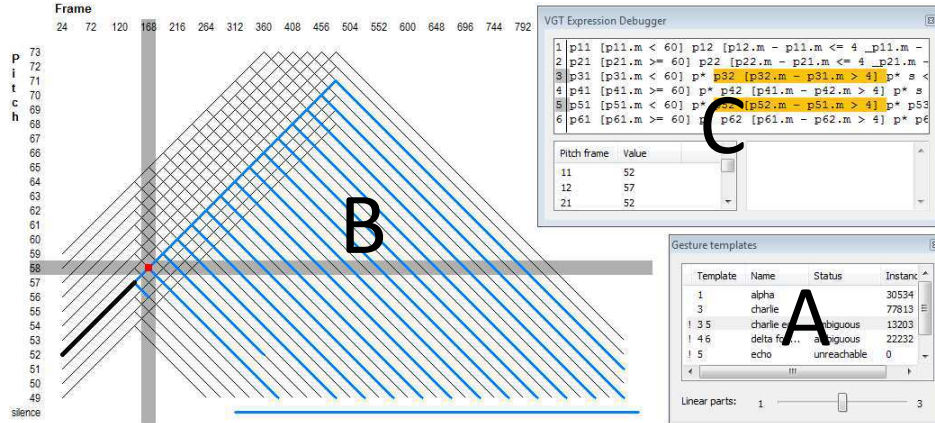 Frame
24 72 120 168 216 264 312 360 408 456 504 552 600 648 696 744 792
Pitch
73
72
71
70
69
68
67
66
65
64
63
62
61
60
59
58
57
56
55
54
53
52
51
50
49
silence
B
VGT Expression Debugger
1 p11 [p11.m < 60] p12 [p12.m - p11.m <= 4 _p11.m -
2 p21 [p21.m >= 60] p22 [p22.m - p21.m <= 4 _p21.m -
3 p31 [p31.m < 60] p* p32 [p32.m - p31.m > 4] p* s <
4 p41 [p41.m >= 60] p* p42 [p41.m - p42.m > 4] p* s
5 p51 [p51.m < 60] p* p52 [p52.m - p51.m > 4] p* p53
6 p61 [p61.m >= 60] p62 [p61.m - p62.m > 4] p* p6
C
Pitch frame Value
11 52
12 57
21 52
Gesture templates
Template Name Status Instanc
1 alpha 30534
3 charlie 77813
! 3 5 charlie ambiguous 13203
! 4 6 delta fo... ambiguous 22232
! 5 echo unreachable 0
A
Linear parts: 1 3